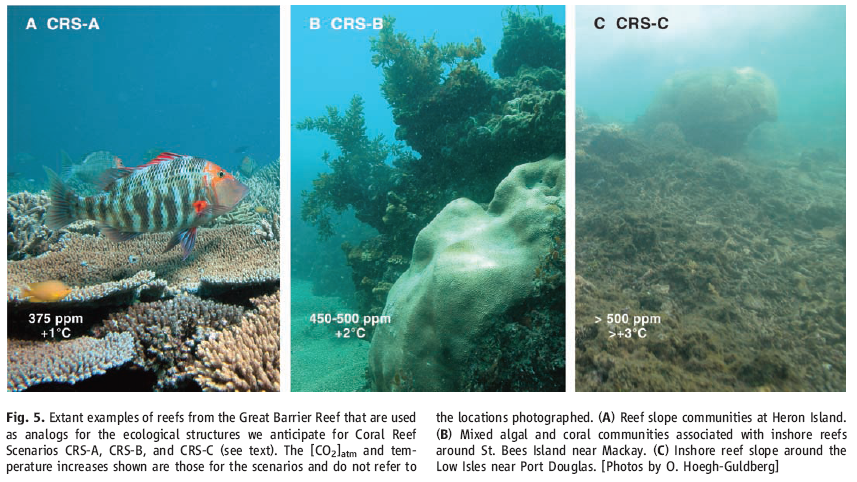 A CRS-A
375 ppm
+1°C
B CRS-B
450-500 ppm
+2°C
C CRS-C
> 500 ppm
>+3°C
Fig. 5. Extant examples of reefs from the Great Barrier Reef that are used
as analogs for the ecological structures we anticipate for Coral Reef
Scenarios CRS-A, CRS-B, and CRS-C (see text). The [CO2]atm and tem-
perature increases shown are those for the scenarios and do not refer to
the locations photographed. (A) Reef slope communities at Heron Island.
(B) Mixed algal and coral communities associated with inshore reefs
around St. Bees Island near Mackay. (C) Inshore reef slope around the
Low Isles near Port Douglas. [Photos by O. Hoegh-Guldberg]